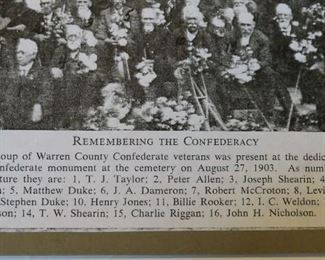 REMEMBERING THE CONFEDERACY
oup of Warren County Confederate veterans was present at the dedic
nfederate monument at the cemetery on August 27, 1903. As num
ture they are: 1, T. J. Taylor; 2, Peter Allen; 3, Joseph Shearin; 4
n; 5, Matthew Duke; 6, J. A. Dameron; 7, Robert McCroton; 8, Levi
Stephen Duke; 10, Henry Jones; 11, Billie Rooker; 12, I. C. Weldon;
son; 14, T. W. Shearin; 15, Charlie Riggan; 16, John H. Nicholson.